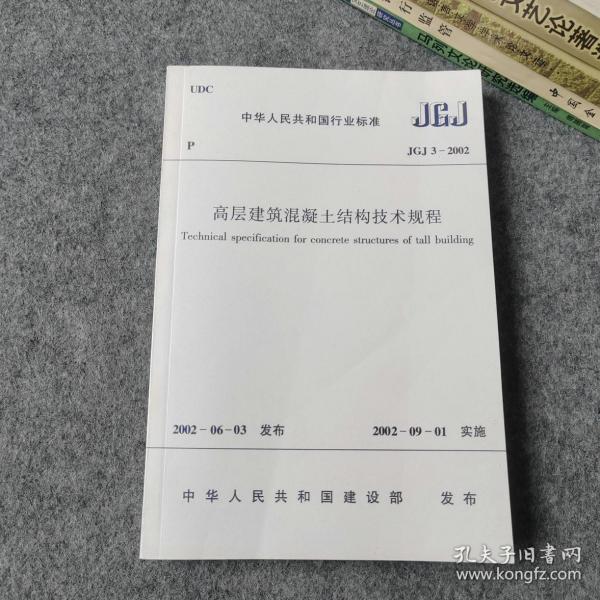 UDC
中华人民共和国行业标准
JGJ
P
JGJ 3-2002
高层建筑混凝土结构技术规程
Technical specification for concrete structures of tall building
2002-06-03 发布
2002-09-01 实施
中华人民共和国建设部 发布
孔夫子旧书网
www.kongfz.com